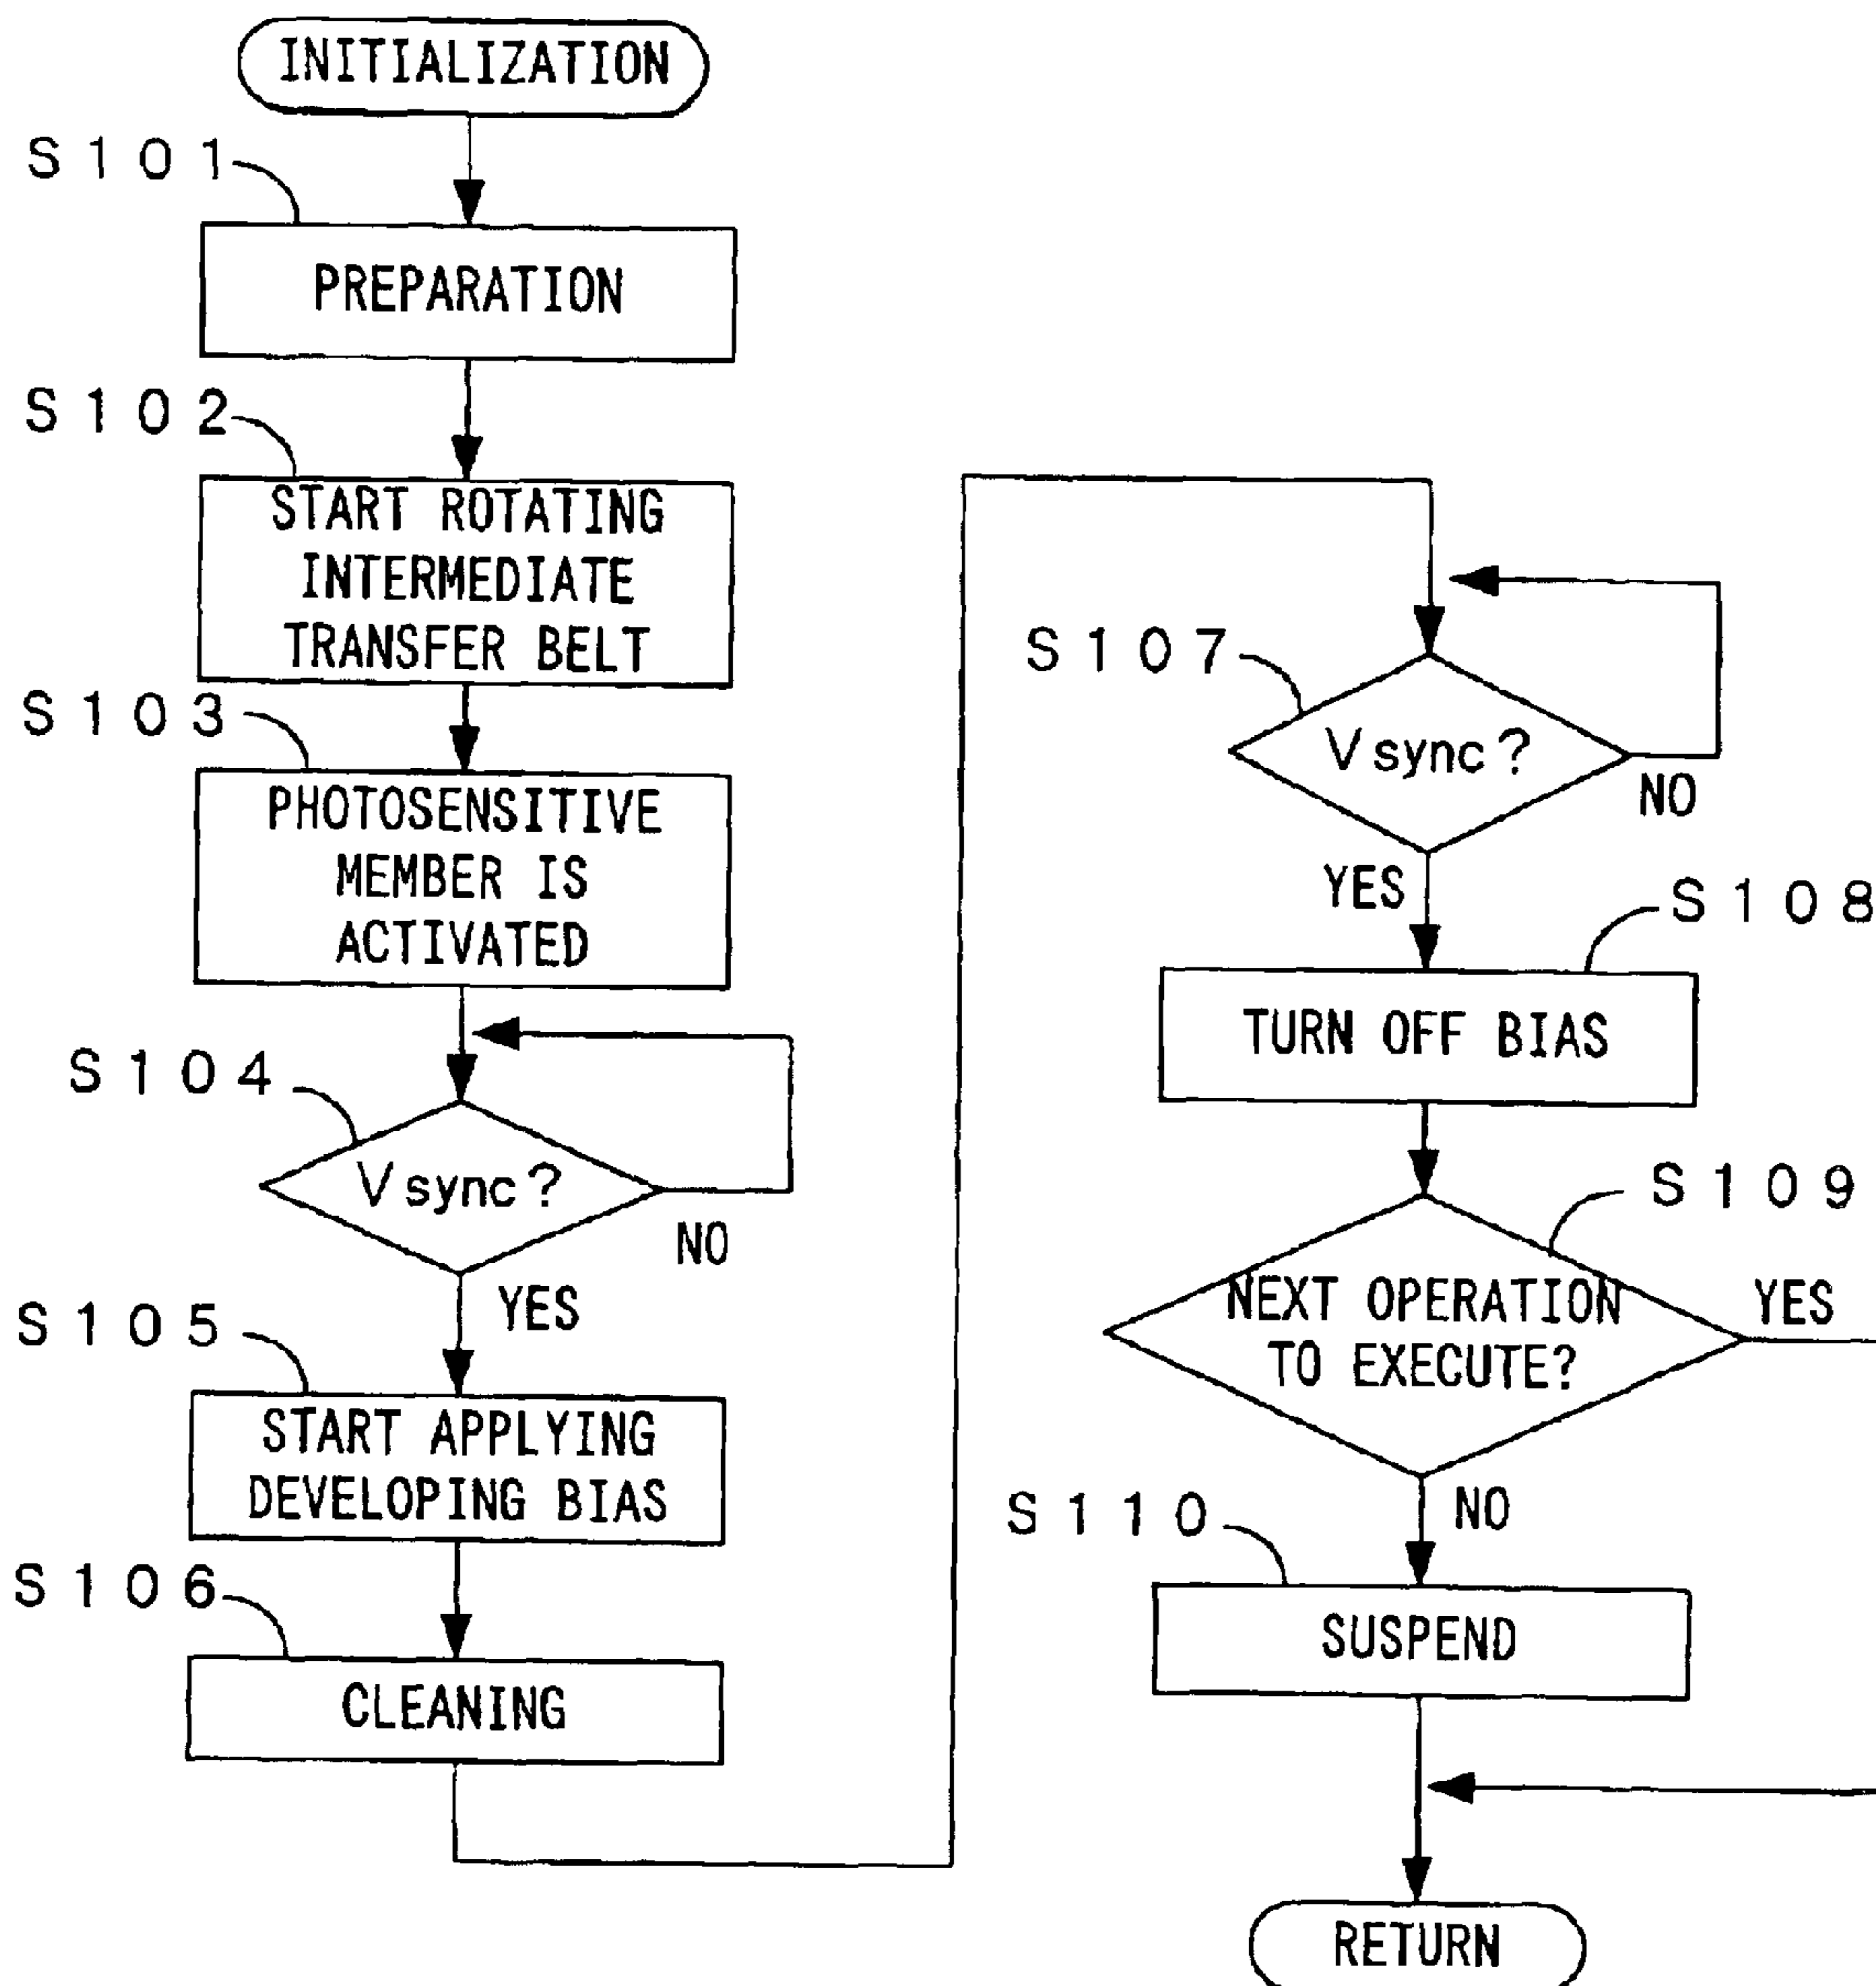 INITIALIZATION
S101
PREPARATION
S102
START ROTATING
INTERMEDIATE
TRANSFER BELT
S103
PHOTOSENSITIVE
MEMBER IS
ACTIVATED
S104
Vsync?
NO
YES
S105
START APPLYING
DEVELOPING BIAS
S106
CLEANING
S107
Vsync?
NO
YES
S108
TURN OFF BIAS
S109
NEXT OPERATION
TO EXECUTE?
YES
NO
S110
SUSPEND
RETURN